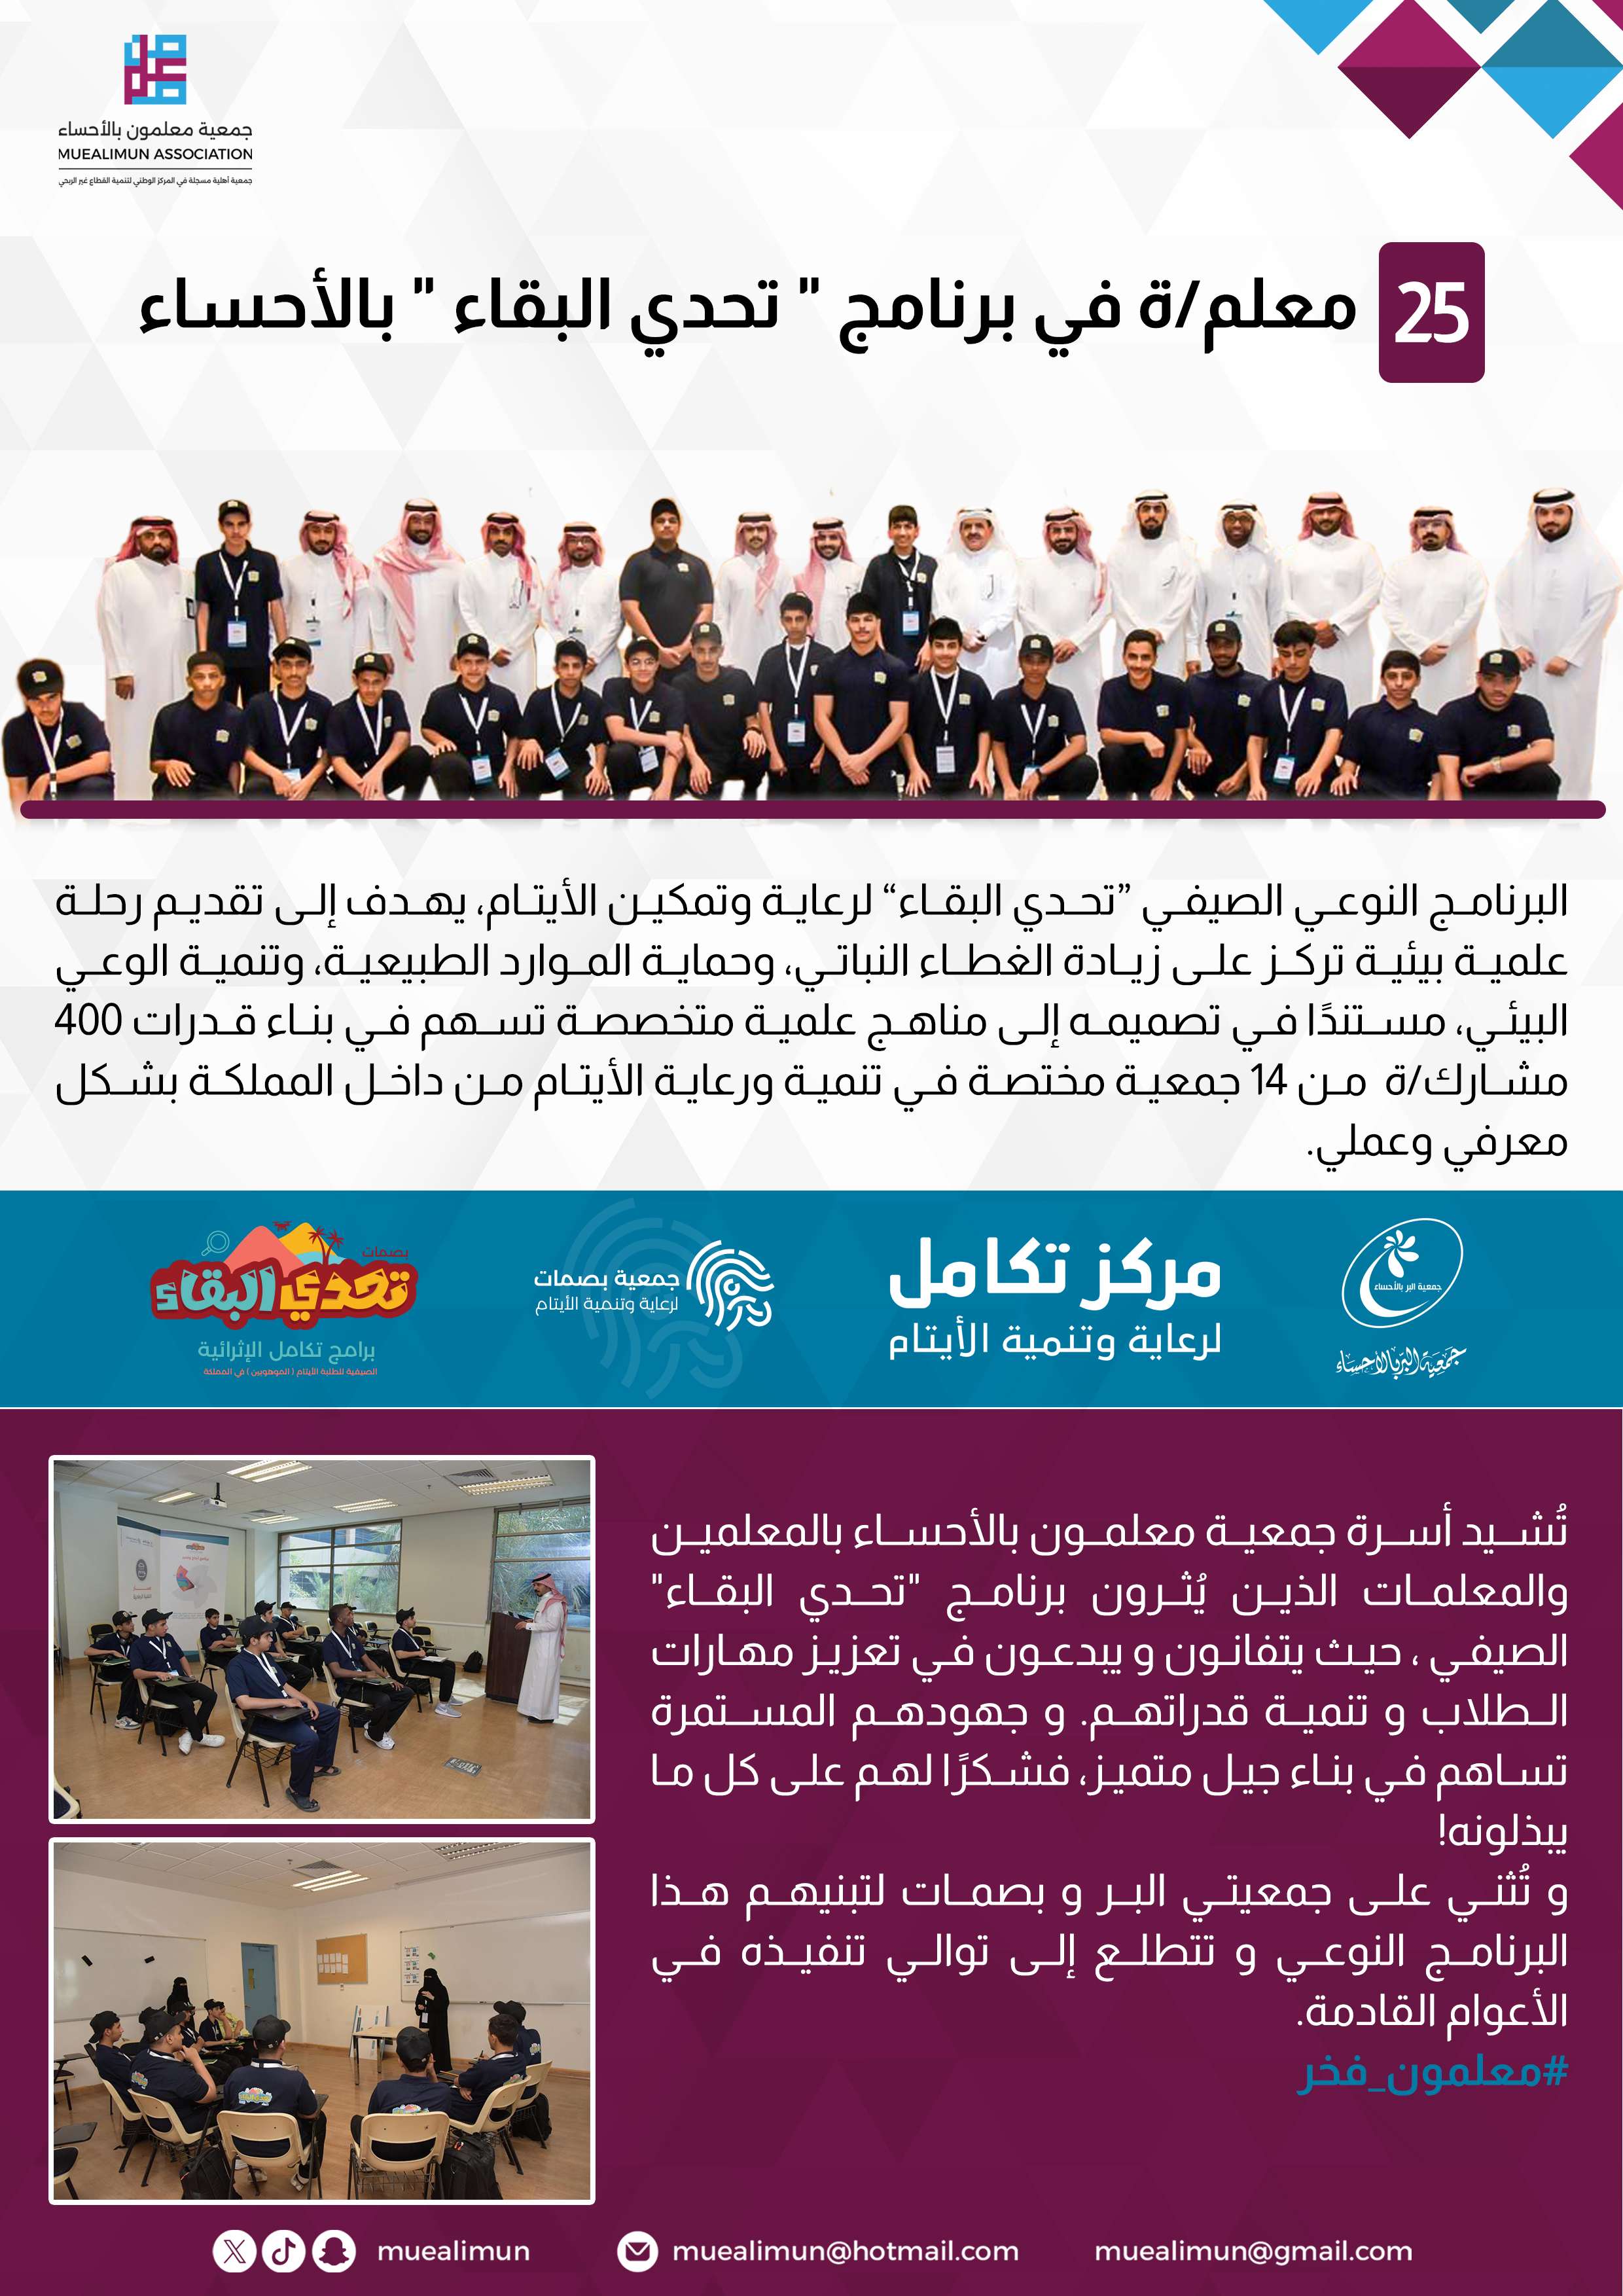 جمعية معلمون بالأحساء
MUEALIMUN ASSOCIATION
جمعية أهلية مسجلة في المركز الوطني لتنمية القطاع غير الربحي
25 معلم/ة في برنامج " تحدي البقاء " بالأحساء
البرنامج النوعي الصيفي ”تحدي البقاء“ لرعاية وتمكين الأيتام، يهدف إلى تقديم رحلة
علمية بيئية تركز على زيادة الغطاء النباتي، وحماية الموارد الطبيعية، وتنمية الوعي
البيئي، مستندًا في تصميمه إلى مناهج علمية متخصصة تسهم في بناء قدرات 400
مشارك/ة من 14 جمعية مختصة في تنمية ورعاية الأيتام من داخل المملكة بشكل
معرفي وعملي.
جمعية البر بالأحساء
جمعية البر بالأحساء
مركز تكامل
لرعاية وتنمية الأيتام
جمعية بصمات
لرعاية وتنمية الأيتام
بصمات
تحدي البقاء
برامج تكامل الإثرائية
الصيفية للطلبة الأيتام ( الموهوبين ) في المملكة
تُشيد أسرة جمعية معلمون بالأحساء بالمعلمين
والمعلمات الذين يُثرون برنامج "تحدي البقاء"
الصيفي ، حيث يتفانون و يبدعون في تعزيز مهارات
الطلاب و تنمية قدراتهم. و جهودهم المستمرة
تساهم في بناء جيل متميز، فشكرًا لهم على كل ما
يبذلونه!
و تُثني على جمعيتي البر و بصمات لتبنيهم هذا
البرنامج النوعي و تتطلع إلى توالي تنفيذه في
الأعوام القادمة.
#معلمون_فخر
muealimun
muealimun@hotmail.com
muealimun@gmail.com